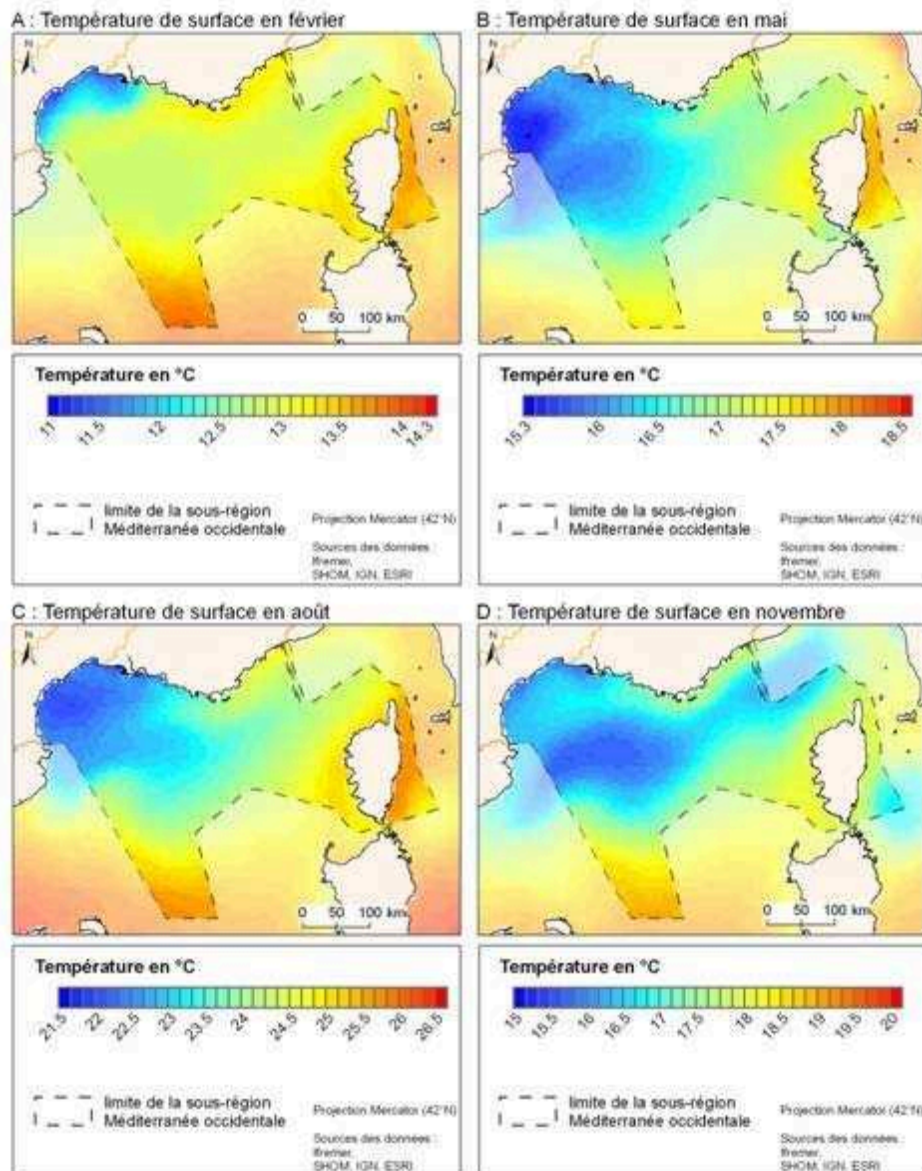 A : Température de surface en février
N
0 50 100 km
Température en °C
11 11.5 12 12.5 13 13.5 14 14.3
limite de la sous-région
Méditerranée occidentale
Projection Mercator (42°N)
Sources des données :
Ifremer,
SHOM, IGN, ESRI
B : Température de surface en mai
N
0 50 100 km
Température en °C
15.3 16 16.5 17 17.5 18 18.5
limite de la sous-région
Méditerranée occidentale
Projection Mercator (42°N)
Sources des données :
Ifremer,
SHOM, IGN, ESRI
C : Température de surface en août
N
0 50 100 km
Température en °C
21.5 22 22.5 23 23.5 24 24.5 25 25.5 26 26.5
limite de la sous-région
Méditerranée occidentale
Projection Mercator (42°N)
Sources des données :
Ifremer,
SHOM, IGN, ESRI
D : Température de surface en novembre
N
0 50 100 km
Température en °C
15 15.5 16 16.5 17 17.5 18 18.5 19 19.5 20
limite de la sous-région
Méditerranée occidentale
Projection Mercator (42°N)
Sources des données :
Ifremer,
SHOM, IGN, ESRI